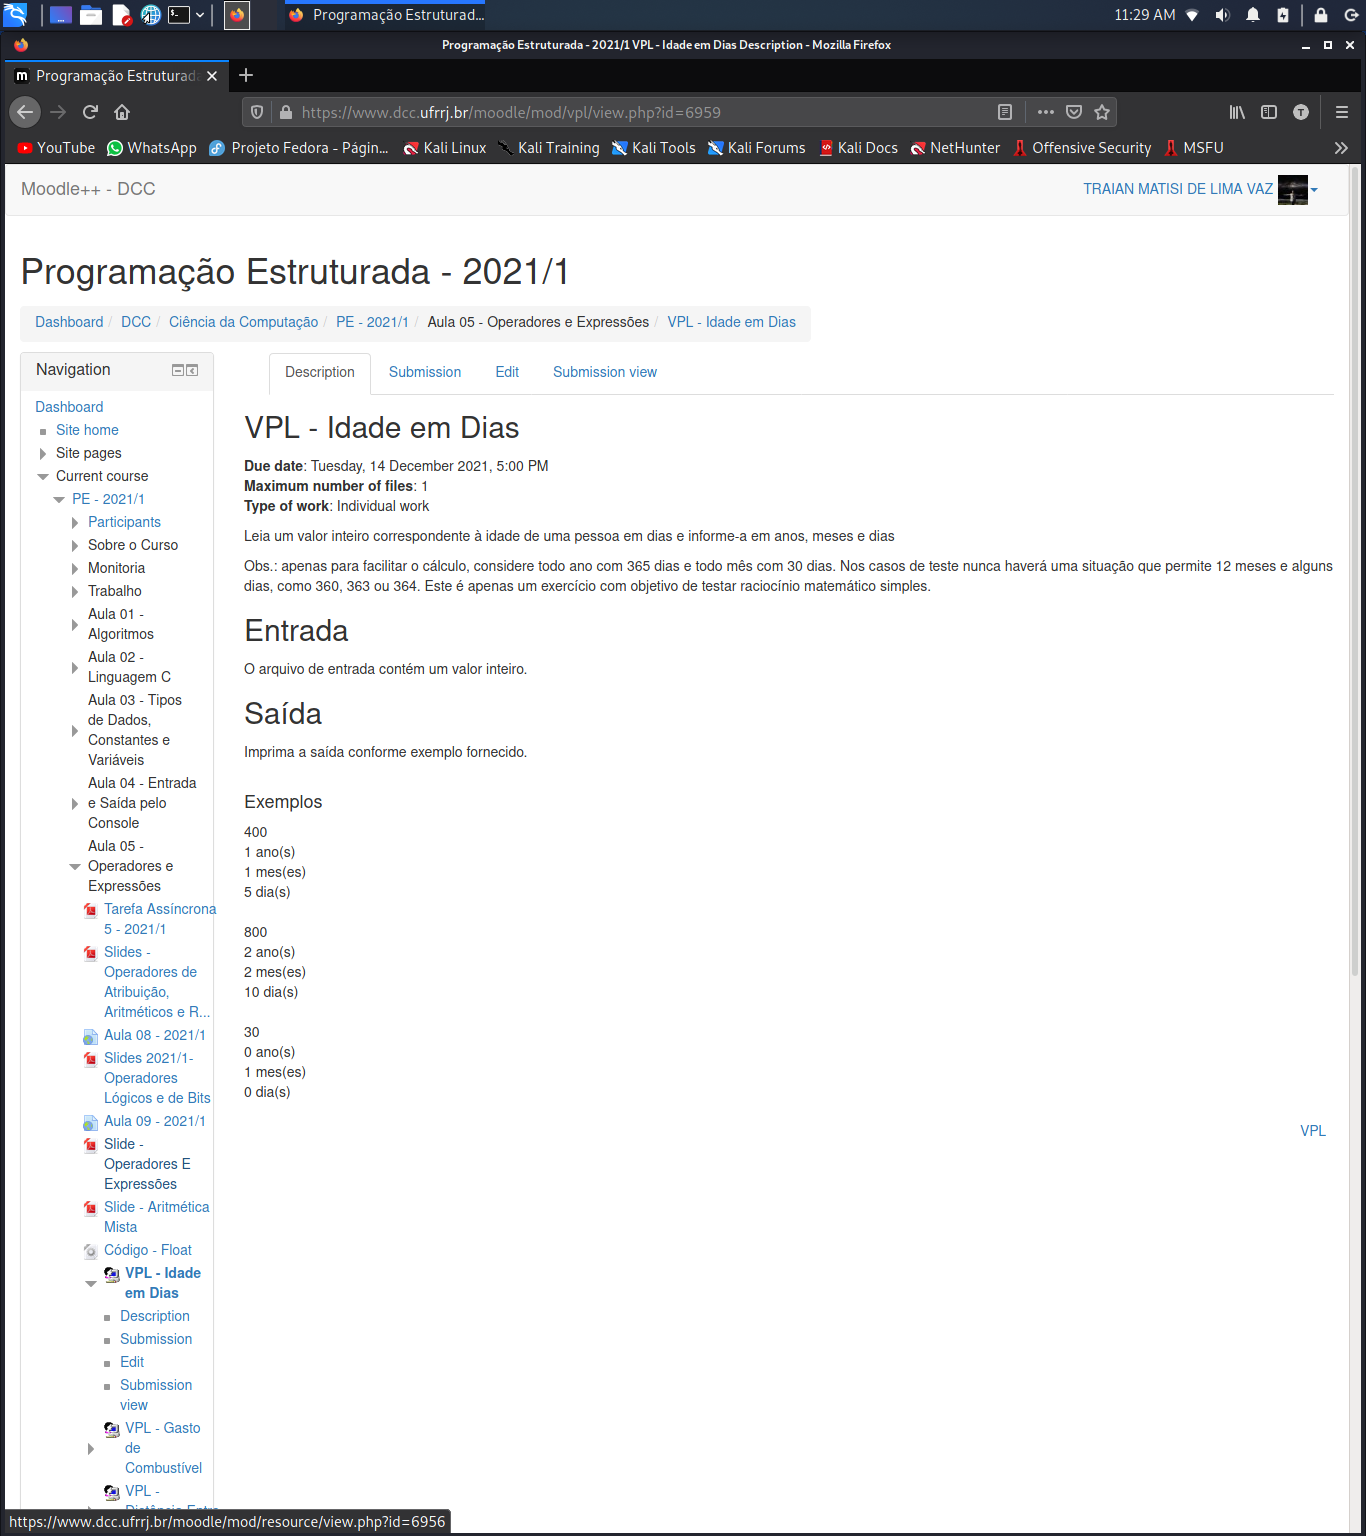 Programação Estruturad...
11:29 AM
Programação Estruturada - 2021/1 VPL - Idade em Dias Description - Mozilla Firefox
Programação Estruturada
https://www.dcc.ufrrj.br/moodle/mod/vpl/view.php?id=6959
T
YouTube WhatsApp Projeto Fedora - Págin... Kali Linux Kali Training Kali Tools Kali Forums Kali Docs NetHunter Offensive Security MSFU
Moodle++ - DCC
TRAIAN MATISI DE LIMA VAZ
Programação Estruturada - 2021/1
Dashboard / DCC / Ciência da Computação / PE - 2021/1 / Aula 05 - Operadores e Expressões / VPL - Idade em Dias
Navigation
Dashboard
Site home
Site pages
Current course
PE - 2021/1
Participants
Sobre o Curso
Monitoria
Trabalho
Aula 01 -
Algoritmos
Aula 02 -
Linguagem C
Aula 03 - Tipos
de Dados,
Constantes e
Variáveis
Aula 04 - Entrada
e Saída pelo
Console
Aula 05 -
Operadores e
Expressões
Tarefa Assíncrona
5 - 2021/1
Slides -
Operadores de
Atribuição,
Aritméticos e R...
Aula 08 - 2021/1
Slides 2021/1-
Operadores
Lógicos e de Bits
Aula 09 - 2021/1
Slide -
Operadores E
Expressões
Slide - Aritmética
Mista
Código - Float
VPL - Idade
em Dias
Description
Submission
Edit
Submission
view
VPL - Gasto
de
Combustível
VPL -
Distância Entre
Description Submission Edit Submission view
VPL - Idade em Dias
Due date: Tuesday, 14 December 2021, 5:00 PM
Maximum number of files: 1
Type of work: Individual work
Leia um valor inteiro correspondente à idade de uma pessoa em dias e informe-a em anos, meses e dias
Obs.: apenas para facilitar o cálculo, considere todo ano com 365 dias e todo mês com 30 dias. Nos casos de teste nunca haverá uma situação que permite 12 meses e alguns
dias, como 360, 363 ou 364. Este é apenas um exercício com objetivo de testar raciocínio matemático simples.
Entrada
O arquivo de entrada contém um valor inteiro.
Saída
Imprima a saída conforme exemplo fornecido.
Exemplos
400
1 ano(s)
1 mes(es)
5 dia(s)
800
2 ano(s)
2 mes(es)
10 dia(s)
30
0 ano(s)
1 mes(es)
0 dia(s)
VPL
https://www.dcc.ufrrj.br/moodle/mod/resource/view.php?id=6956